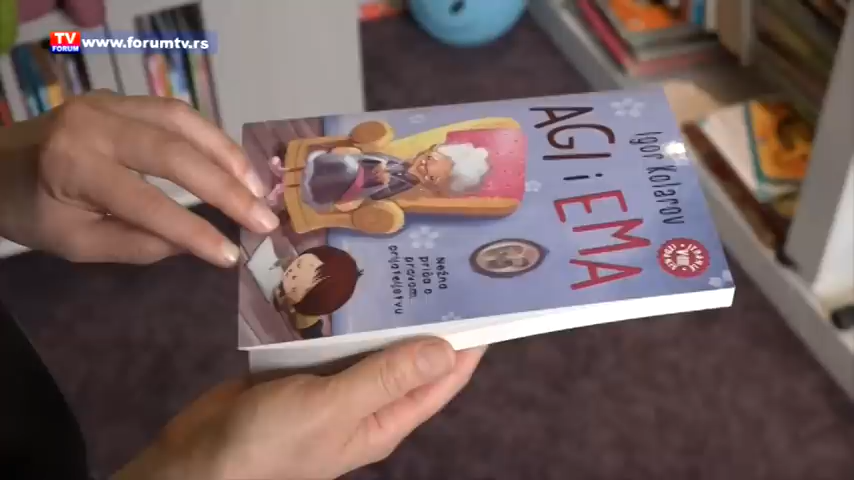 TV
FORUM
www.forumtv.rs
Igor Kolarov
AGI i
EMA
Nežna
priča o
pravom
prijateljstvu